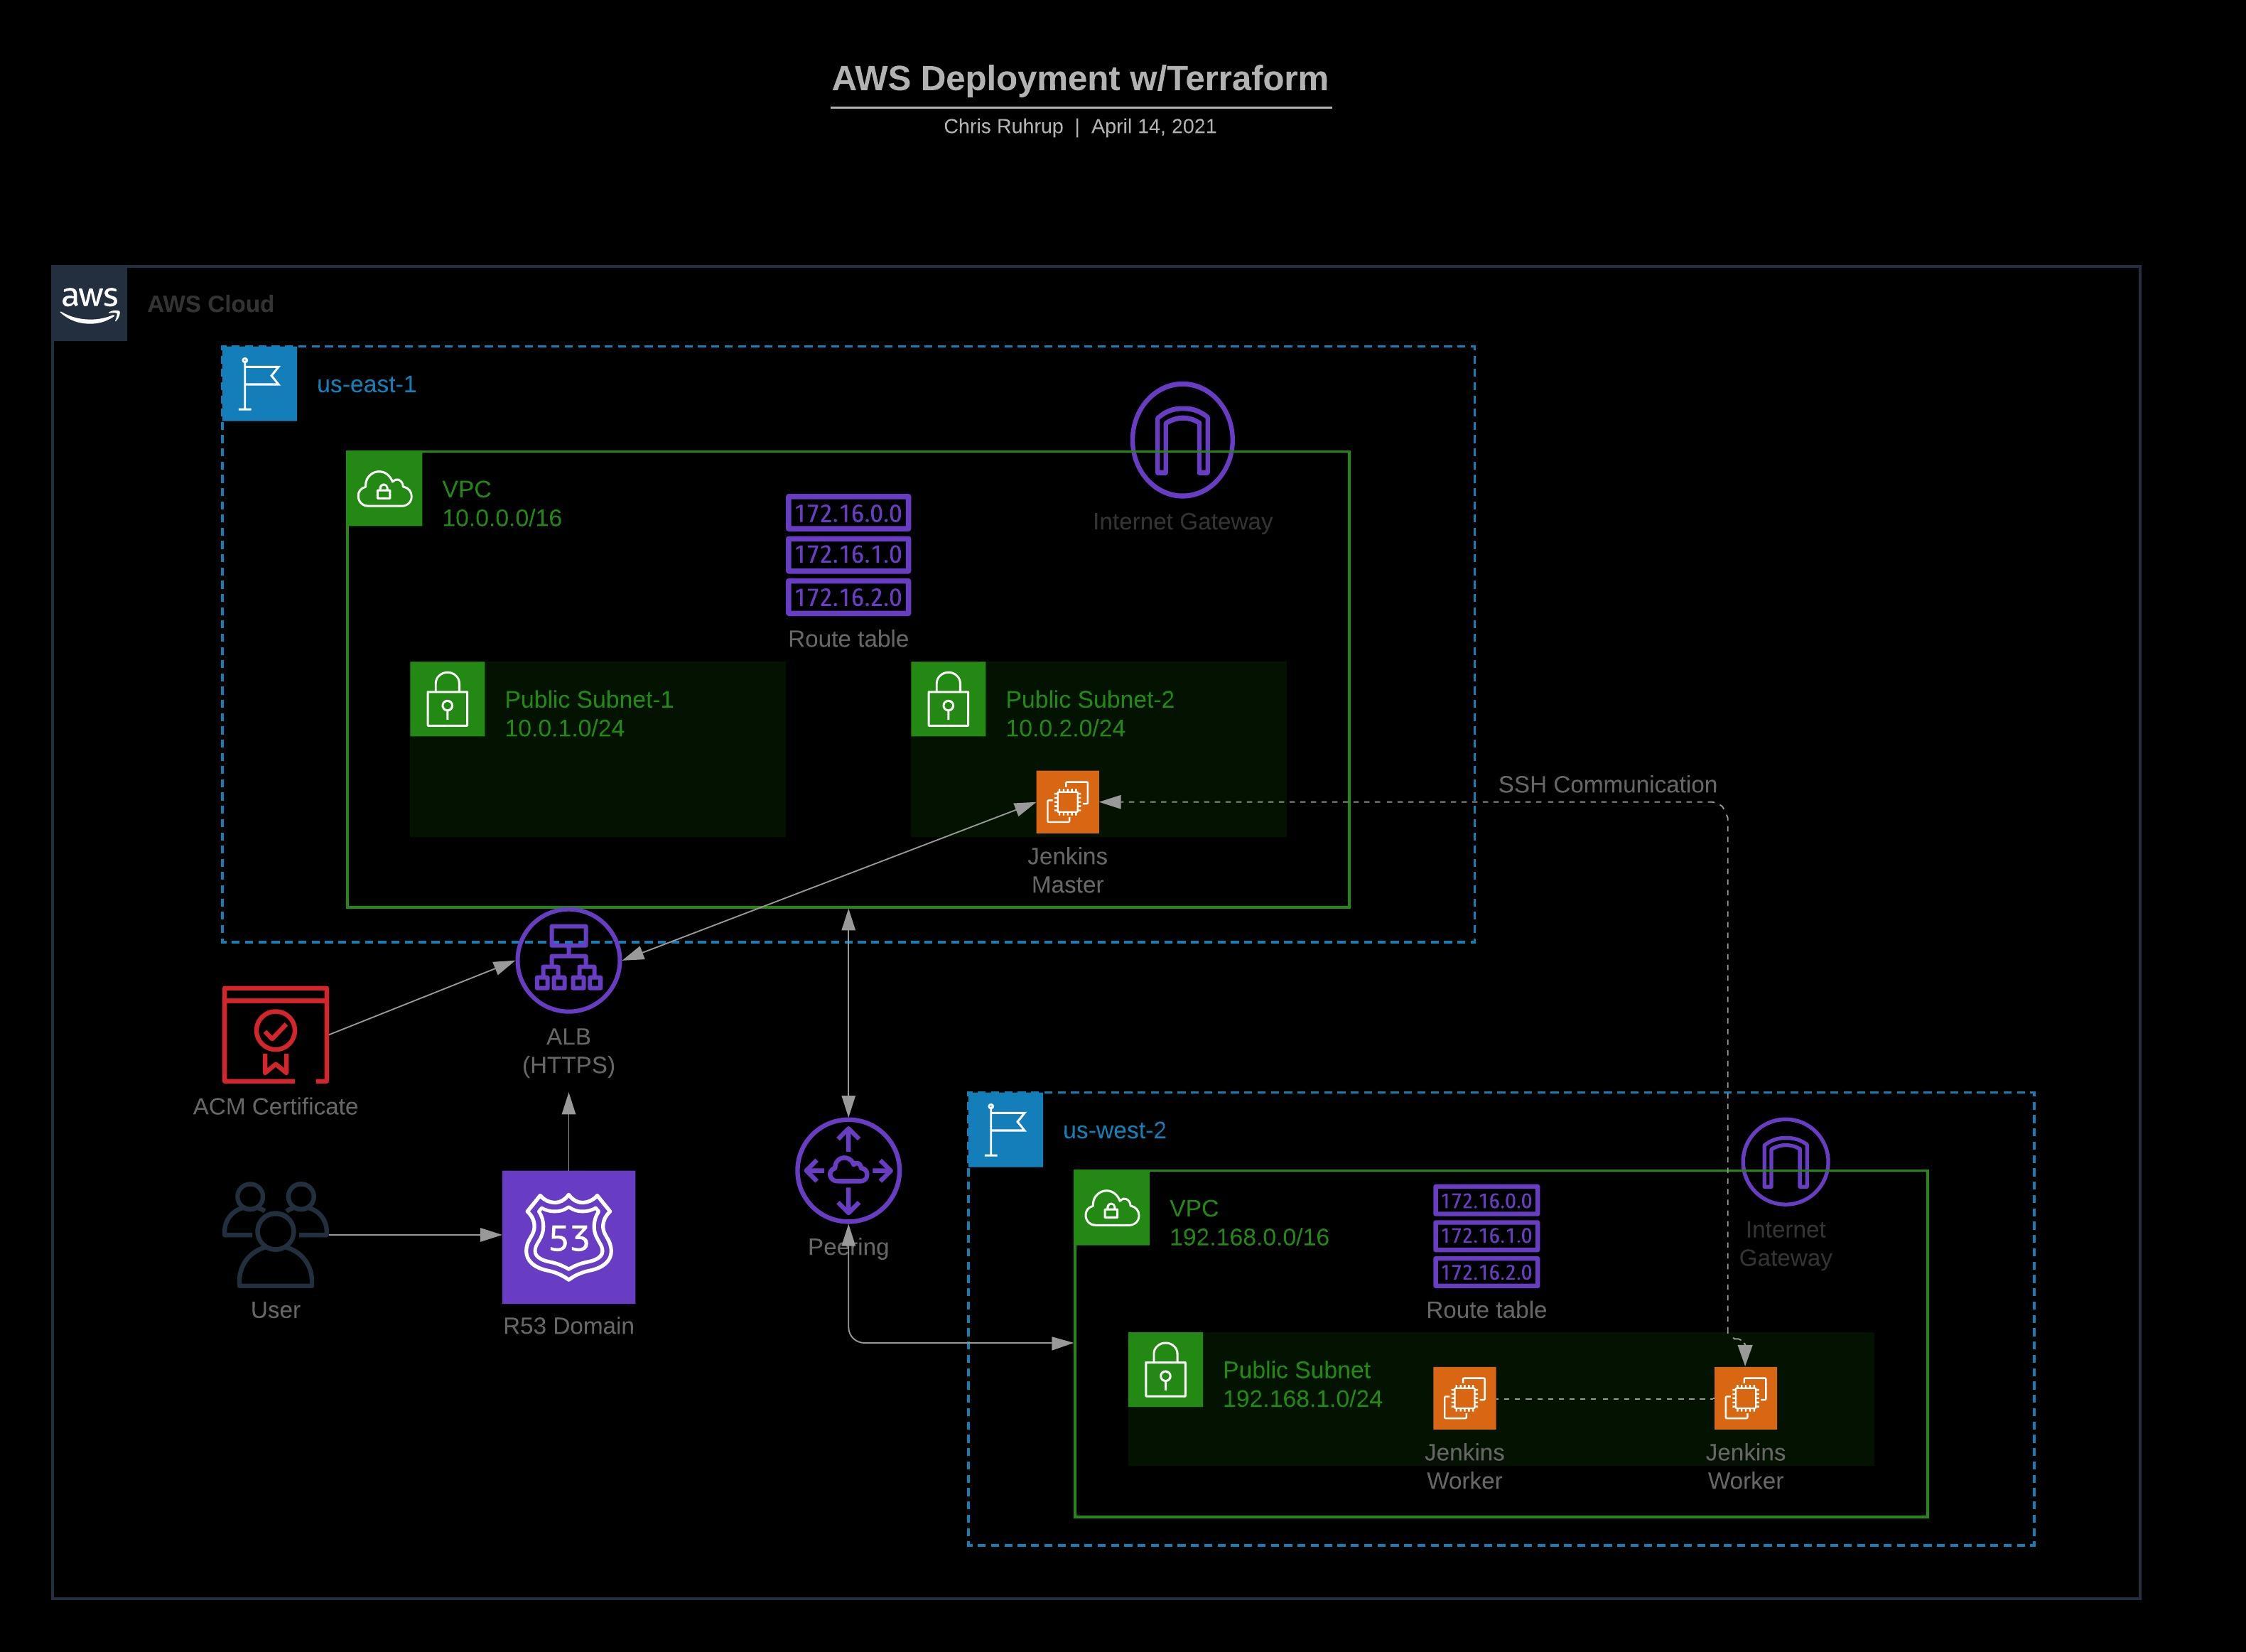 AWS Deployment w/Terraform
Chris Ruhrup | April 14, 2021
aws
AWS Cloud
us-east-1
VPC
10.0.0.0/16
172.16.0.0
172.16.1.0
172.16.2.0
Route table
Internet Gateway
Public Subnet-1
10.0.1.0/24
Public Subnet-2
10.0.2.0/24
Jenkins
Master
SSH Communication
ALB
(HTTPS)
ACM Certificate
User
53
R53 Domain
Peering
us-west-2
VPC
192.168.0.0/16
172.16.0.0
172.16.1.0
172.16.2.0
Route table
Internet
Gateway
Public Subnet
192.168.1.0/24
Jenkins
Worker
Jenkins
Worker